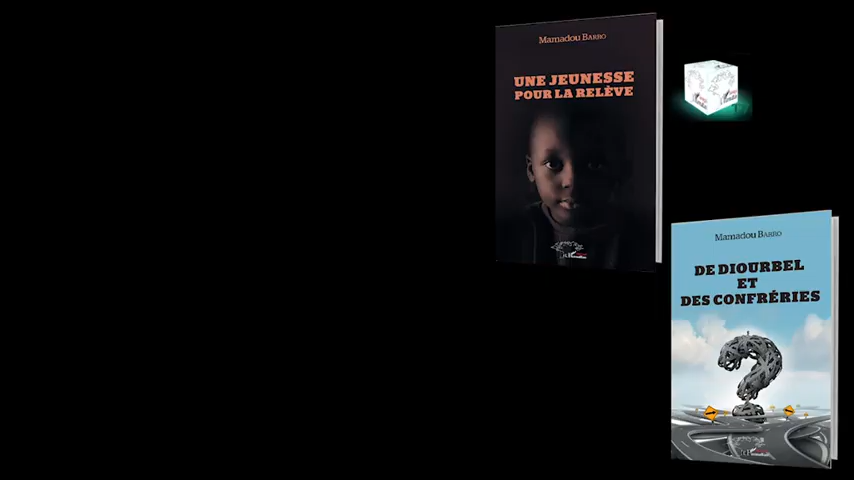 Mamadou BARRO
UNE JEUNESSE
POUR LA RELÈVE
Mamadou BARRO
DE DIOURBEL
ET
DES CONFRÉRIES